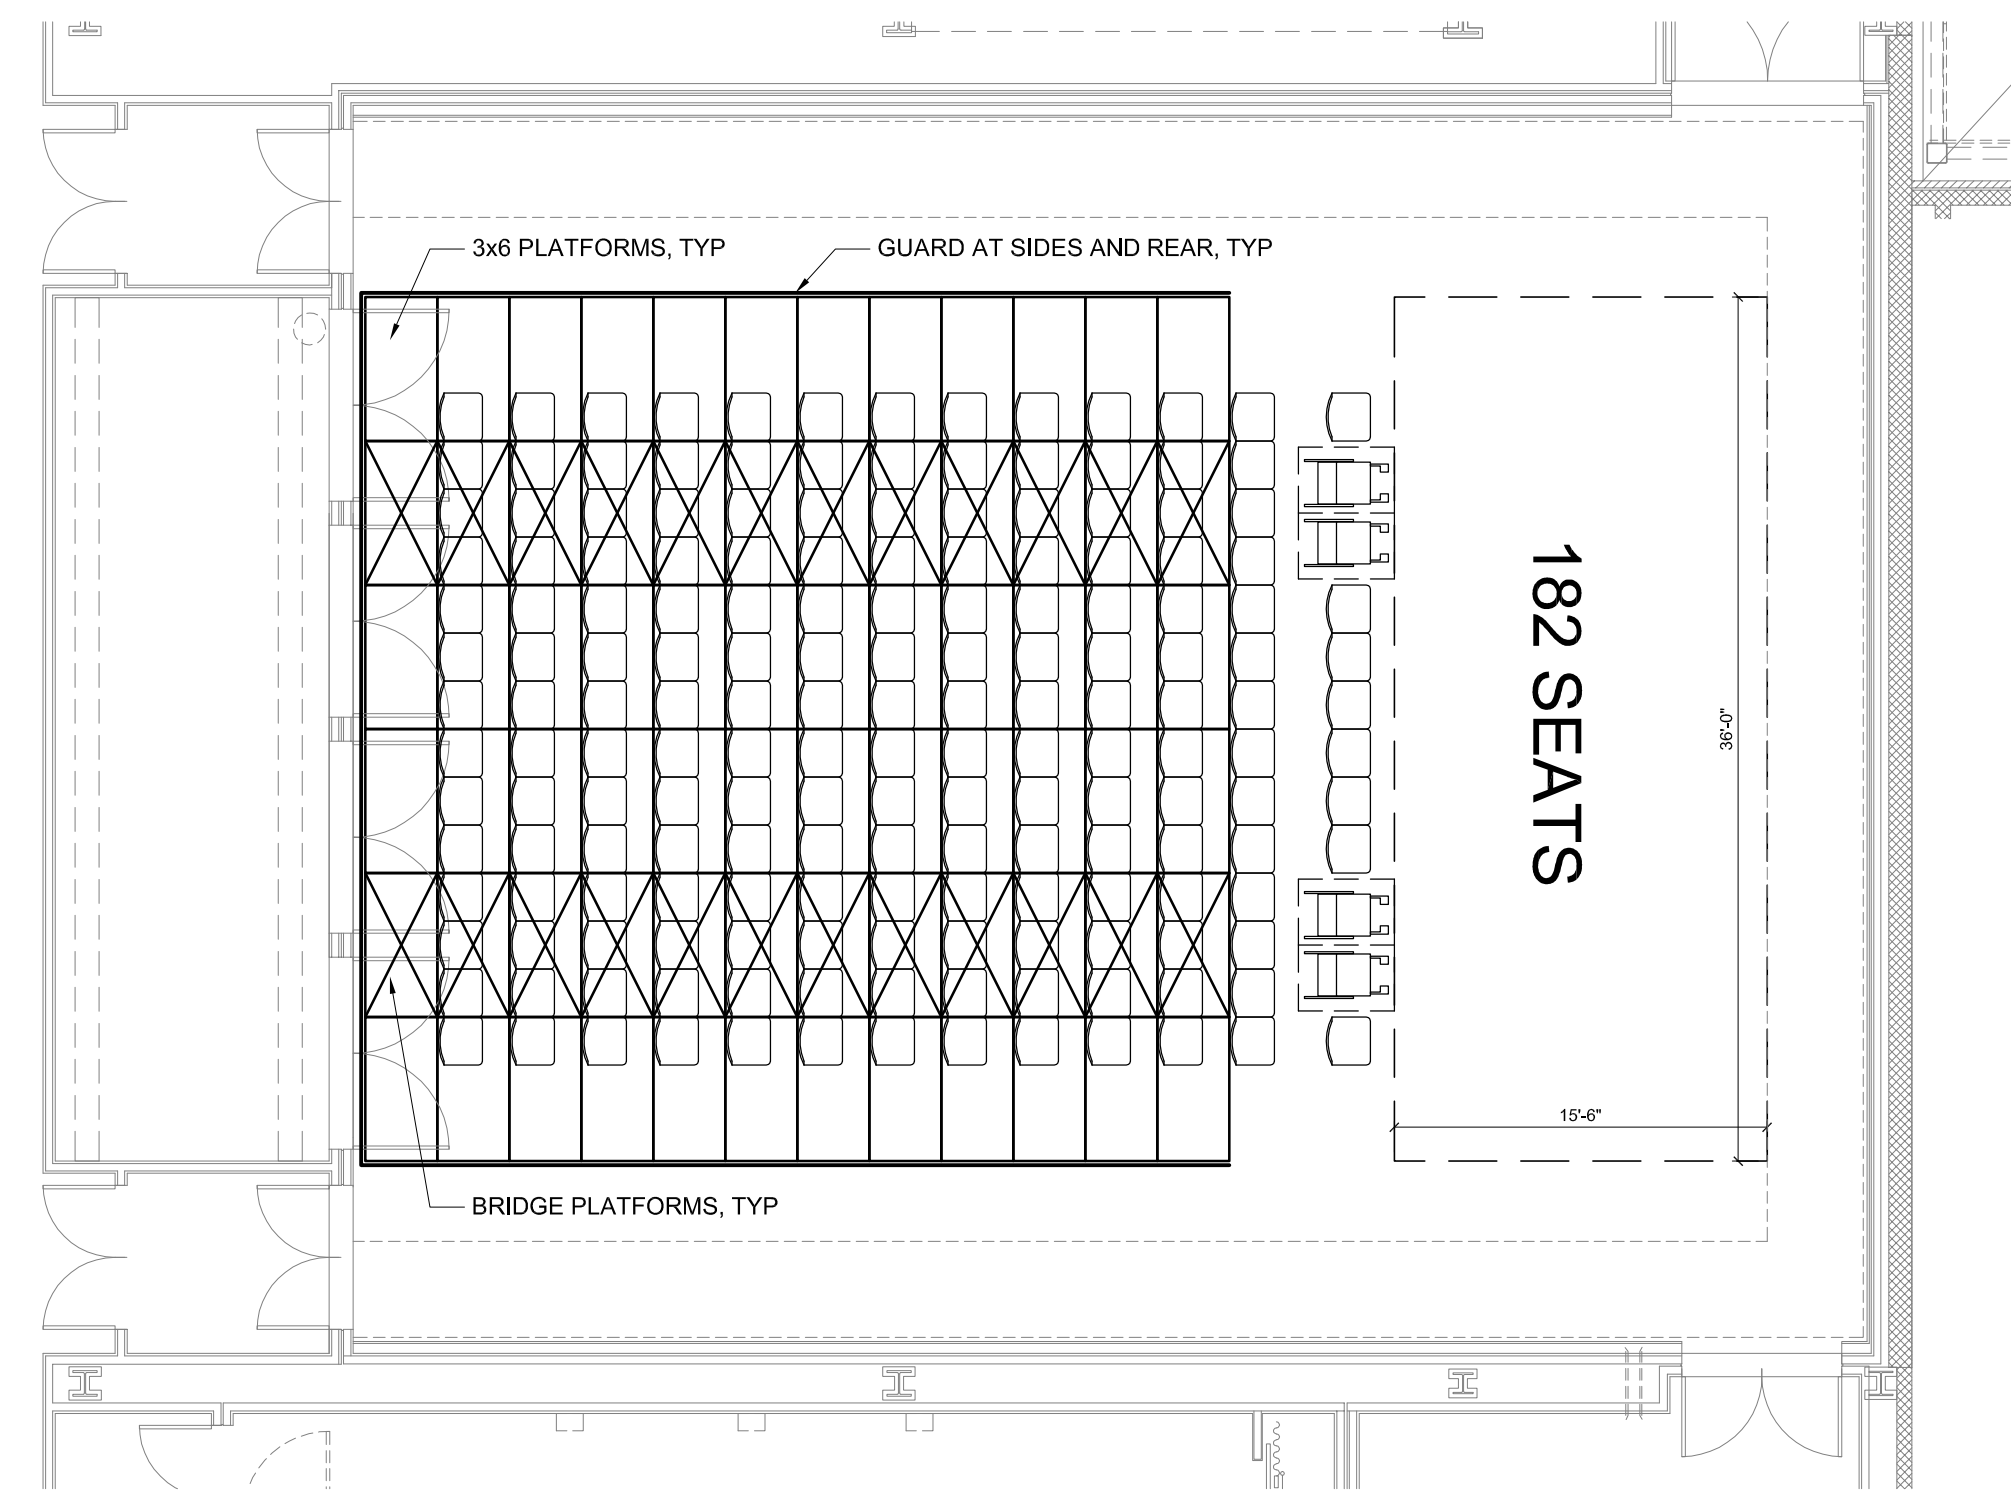 3x6 PLATFORMS, TYP
GUARD AT SIDES AND REAR, TYP
182 SEATS
36'-0"
15'-6"
BRIDGE PLATFORMS, TYP